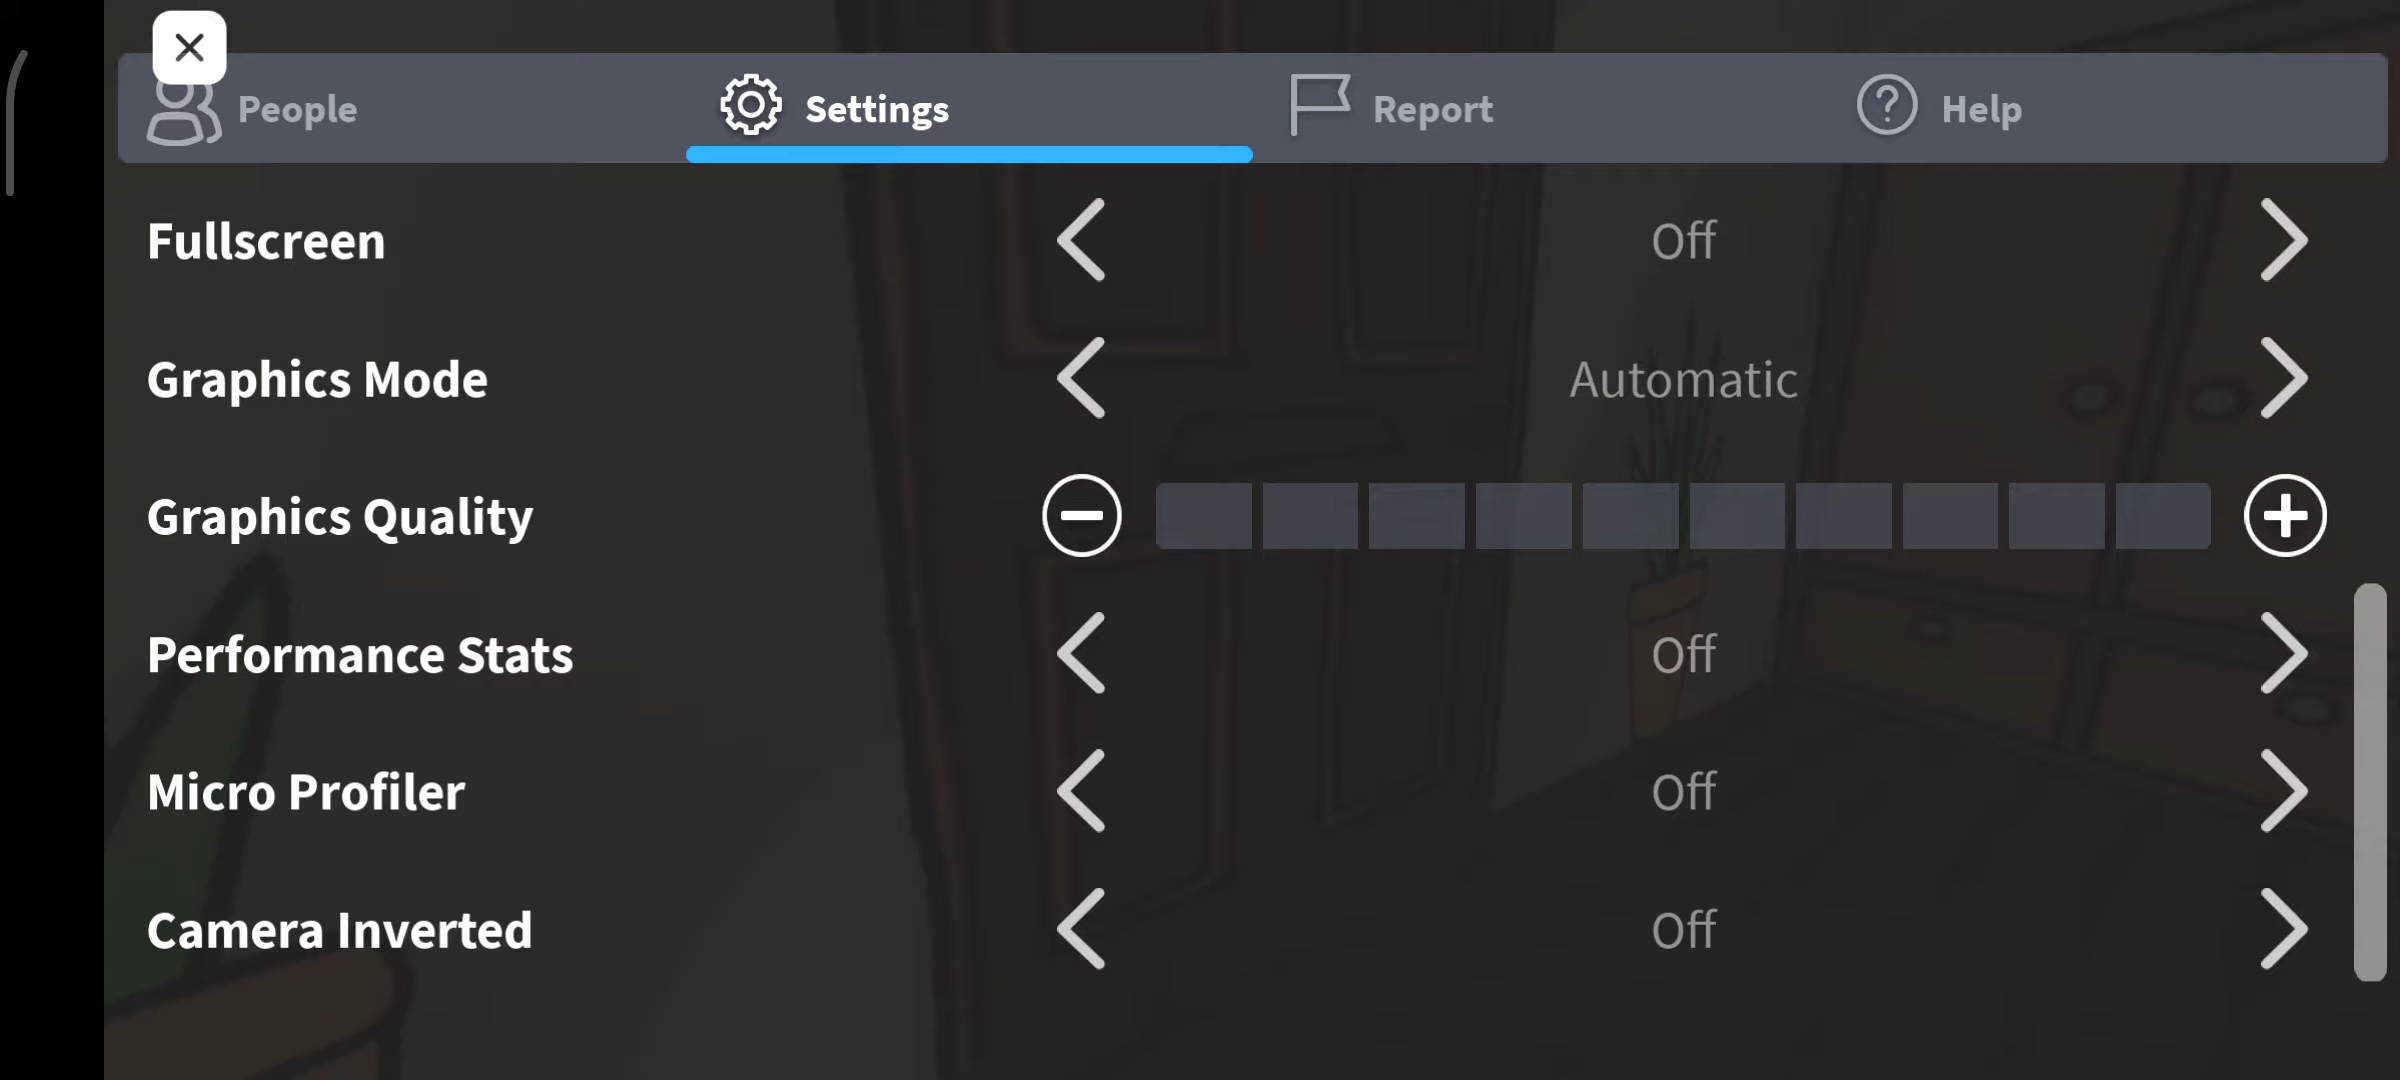 People
Settings
Report
Help
Fullscreen
Off
Graphics Mode
Automatic
Graphics Quality
Performance Stats
Off
Micro Profiler
Off
Camera Inverted
Off